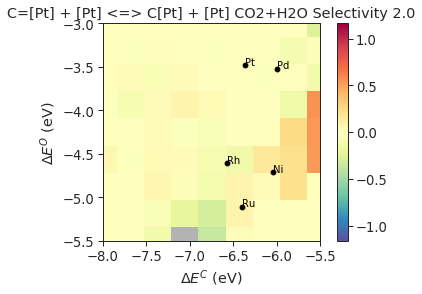 C=[Pt] + [Pt] <=> C[Pt] + [Pt] CO2+H2O Selectivity 2.0
ΔE^O (eV)
−3.0
−3.5
−4.0
−4.5
−5.0
−5.5
Pt
Pd
Rh
Ni
Ru
−8.0 −7.5 −7.0 −6.5 −6.0 −5.5
ΔE^C (eV)
1.0
0.5
0.0
−0.5
−1.0